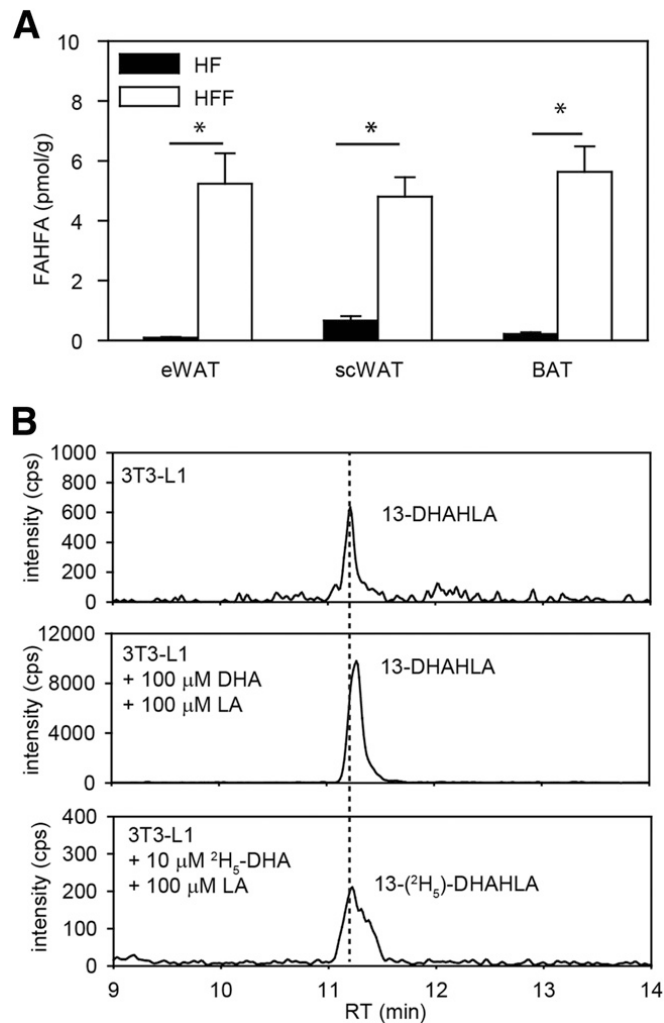 A
10
8
6
4
2
0
FAHFA (pmol/g)
HF
HFF
*
*
*
eWAT
scWAT
BAT
B
1000
800
600
400
200
0
intensity (cps)
3T3-L1
13-DHAHLA
12000
8000
4000
0
intensity (cps)
3T3-L1
+ 100 μM DHA
+ 100 μM LA
13-DHAHLA
400
300
200
100
0
intensity (cps)
3T3-L1
+ 10 μM ²H₅-DHA
+ 100 μM LA
13-(²H₅)-DHAHLA
9
10
11
12
13
14
RT (min)